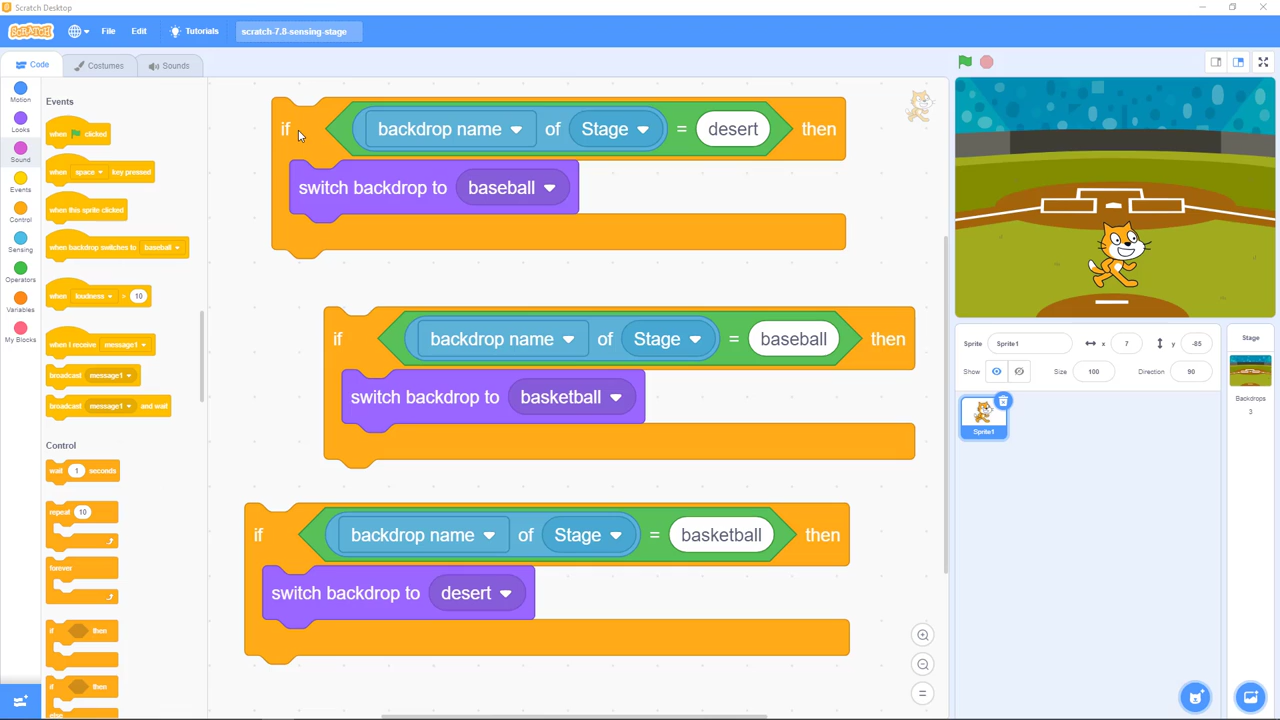 Scratch Desktop
SCRATCH File Edit Tutorials scratch-7.8-sensing-stage
Code Costumes Sounds
Motion
Looks
Sound
Events
Control
Sensing
Operators
Variables
My Blocks
Events
when clicked
when space key pressed
when this sprite clicked
when backdrop switches to baseball
when loudness > 10
when I receive message1
broadcast message1
broadcast message1 and wait
Control
wait 1 seconds
repeat 10
forever
if then
if then
else
if backdrop name of Stage = desert then
switch backdrop to baseball
if backdrop name of Stage = baseball then
switch backdrop to basketball
if backdrop name of Stage = basketball then
switch backdrop to desert
Sprite Sprite1 x 7 y -85
Show Size 100 Direction 90
Sprite1
Stage
Backdrops
3